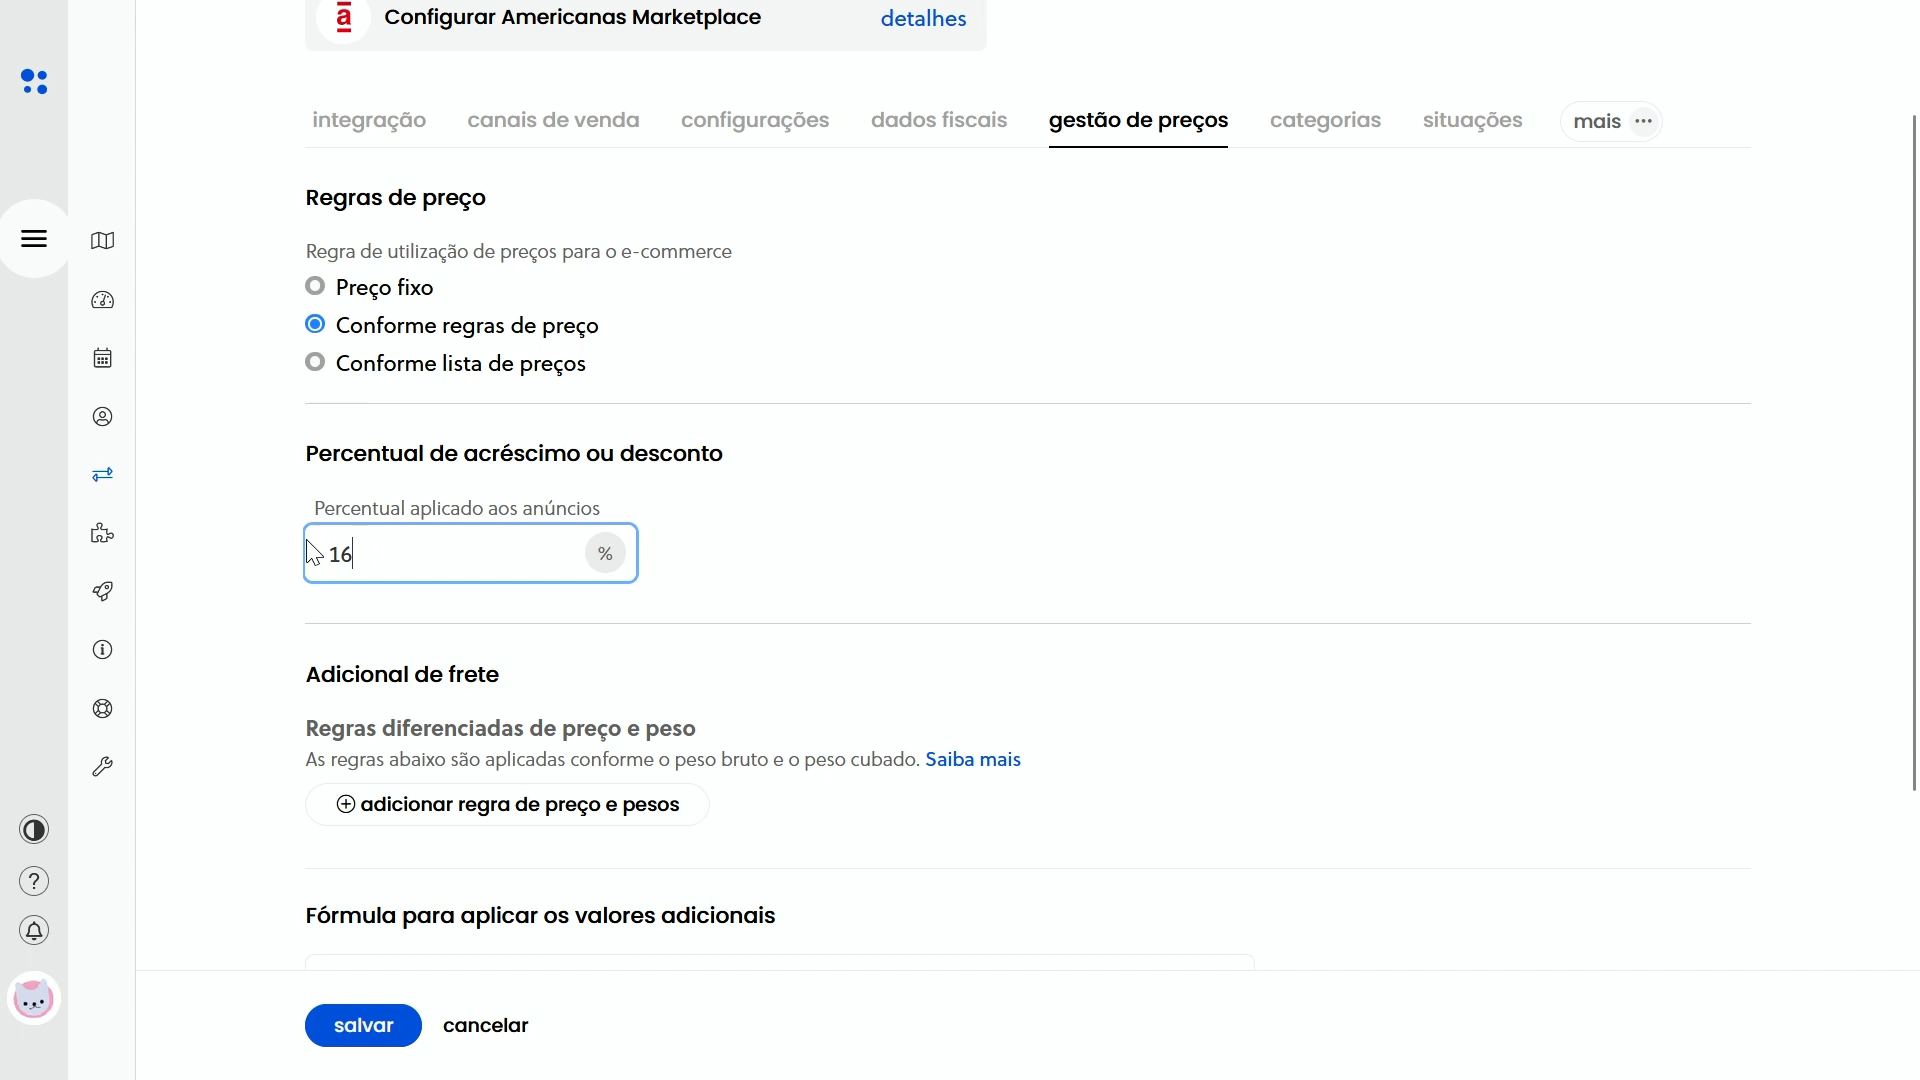 a
Configurar Americanas Marketplace
detalhes
integração
canais de venda
configurações
dados fiscais
gestão de preços
categorias
situações
mais ...
Regras de preço
Regra de utilização de preços para o e-commerce
Preço fixo
Conforme regras de preço
Conforme lista de preços
Percentual de acréscimo ou desconto
Percentual aplicado aos anúncios
16
%
Adicional de frete
Regras diferenciadas de preço e peso
As regras abaixo são aplicadas conforme o peso bruto e o peso cubado. Saiba mais
adicionar regra de preço e pesos
Fórmula para aplicar os valores adicionais
salvar
cancelar